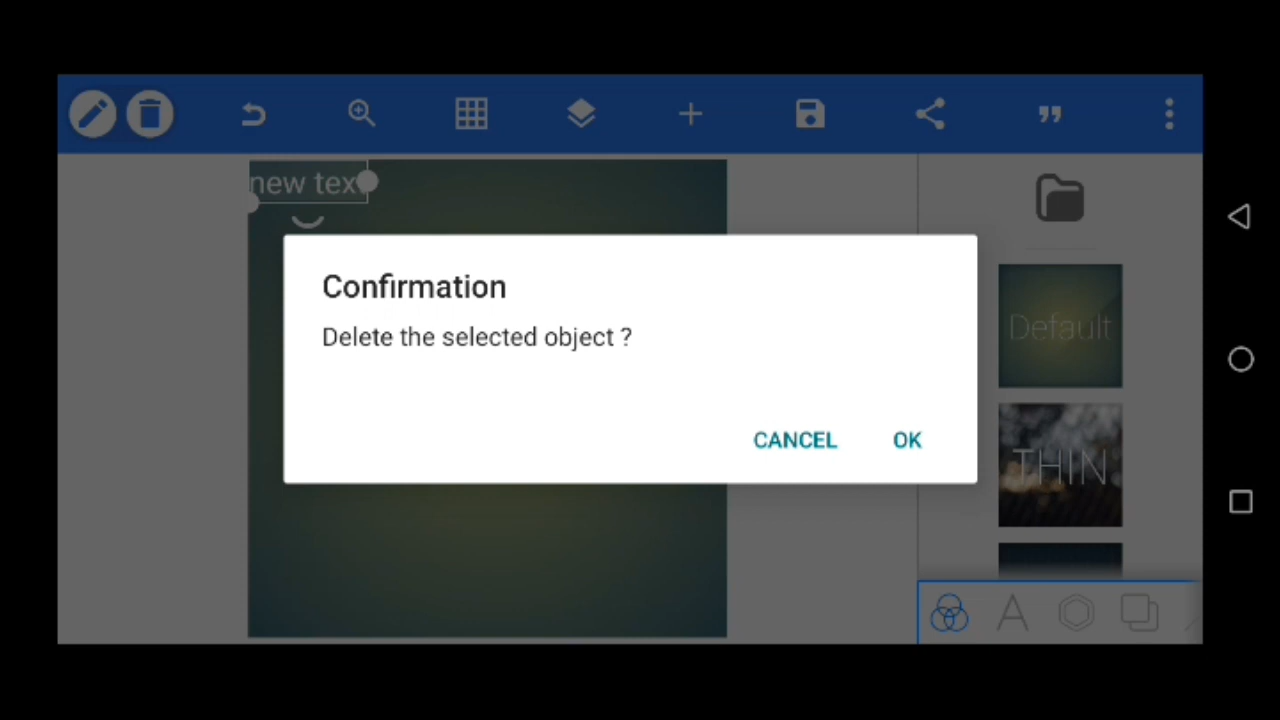 new tex
Confirmation
Delete the selected object ?
CANCEL
OK
Default
THIN